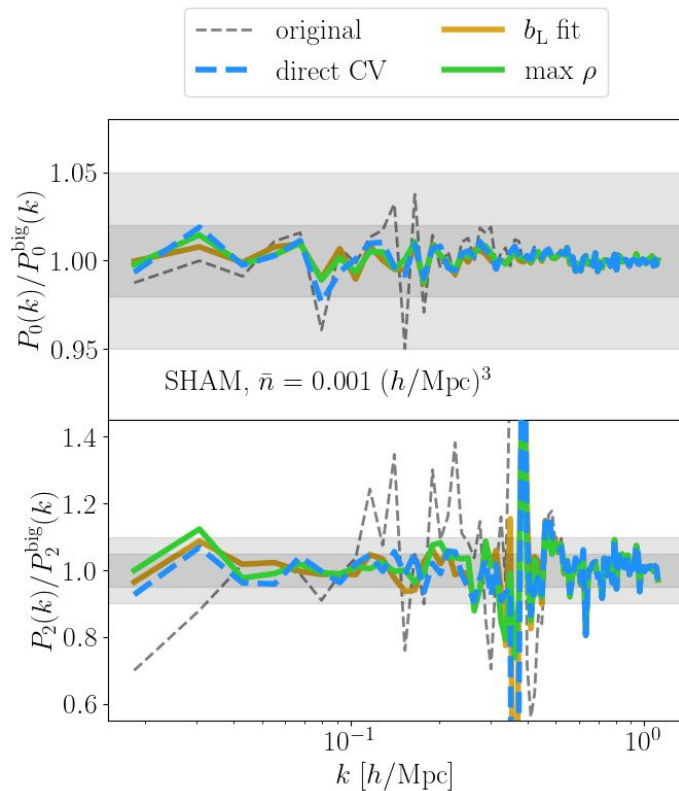 original
direct CV
b_L fit
max ρ
P_0(k)/P_0^big(k)
1.05
1.00
0.95
SHAM, n̄ = 0.001 (h/Mpc)^3
P_2(k)/P_2^big(k)
1.4
1.2
1.0
0.8
0.6
10^−1
10^0
k [h/Mpc]